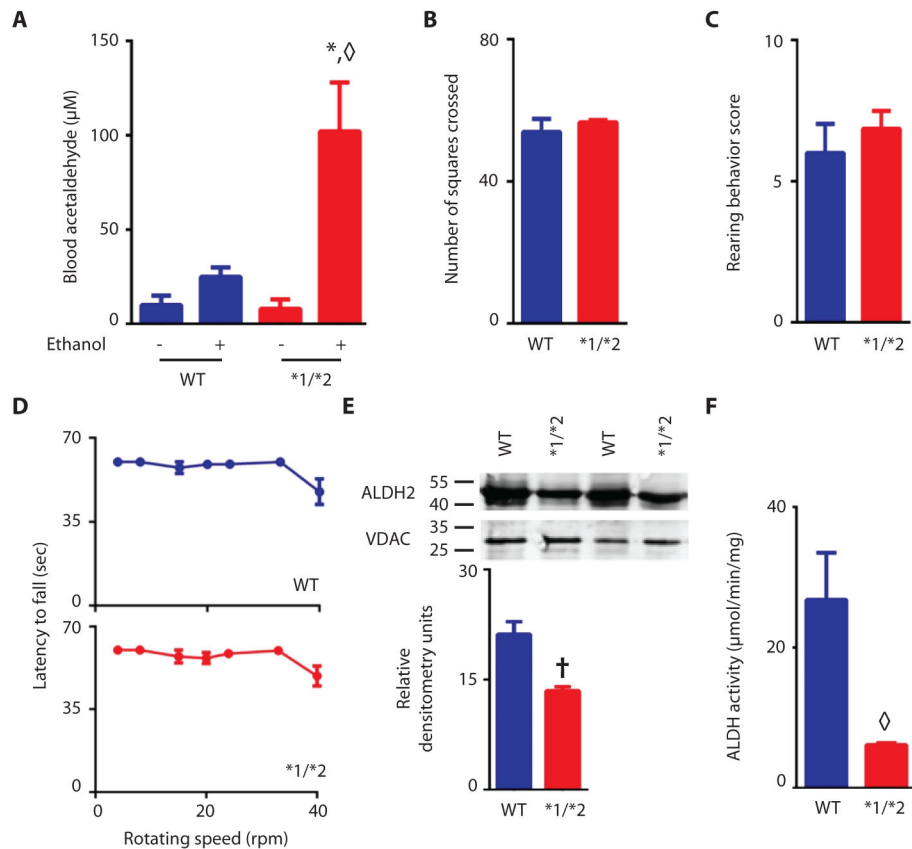 A
150
100
50
0
Blood acetaldehyde (µM)
*,◊
Ethanol - + - +
WT *1/*2
B
80
40
0
Number of squares crossed
WT *1/*2
C
10
5
0
Rearing behavior score
WT *1/*2
D
70
35
0
WT
70
35
0
*1/*2
0 20 40
Latency to fall (sec)
Rotating speed (rpm)
E
WT *1/*2 WT *1/*2
ALDH2 55
40
VDAC 35
25
30
15
0
Relative
densitometry units
†
WT *1/*2
F
40
20
0
ALDH activity (µmol/min/mg)
◊
WT *1/*2